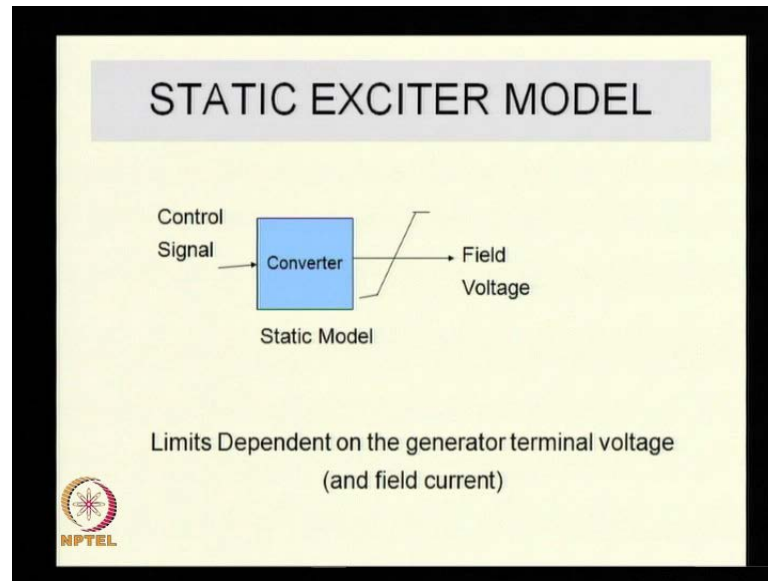 STATIC EXCITER MODEL
Control
Signal
Converter
Field
Voltage
Static Model
Limits Dependent on the generator terminal voltage
(and field current)
NPTEL